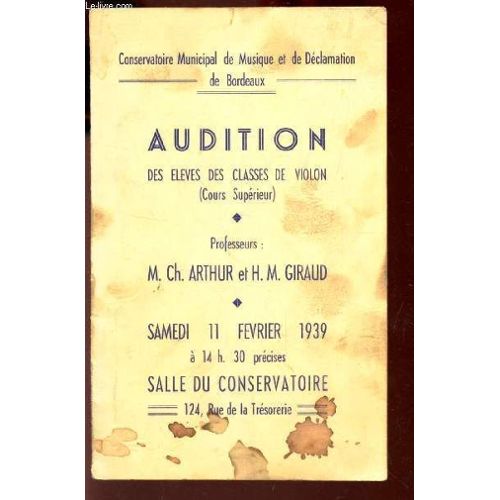 Le-livre.com
Conservatoire Municipal de Musique et de Déclamation
de Bordeaux
AUDITION
DES ELEVES DES CLASSES DE VIOLON
(Cours Supérieur)
Professeurs :
M. Ch. ARTHUR et H. M. GIRAUD
SAMEDI 11 FEVRIER 1939
à 14 h. 30 précises
SALLE DU CONSERVATOIRE
124, Rue de la Trésorerie